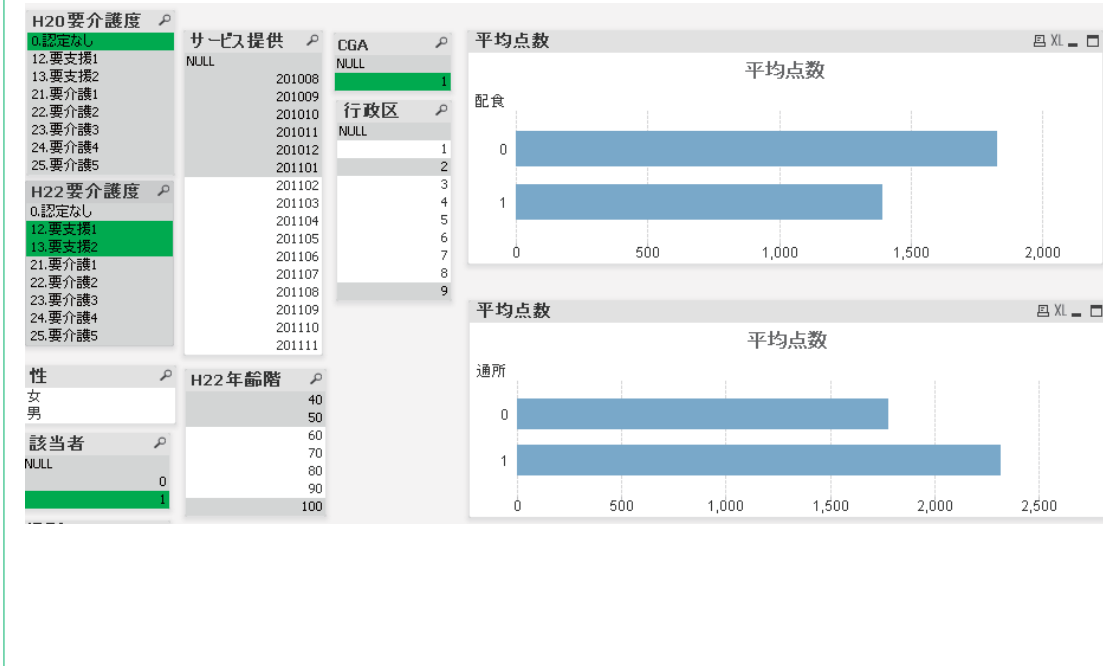 H20要介護度
0.認定なし
12.要支援1
13.要支援2
21.要介護1
22.要介護2
23.要介護3
24.要介護4
25.要介護5
H22要介護度
0.認定なし
12.要支援1
13.要支援2
21.要介護1
22.要介護2
23.要介護3
24.要介護4
25.要介護5
性
女
男
該当者
NULL
0
1
サービス提供
NULL
201008
201009
201010
201011
201012
201101
201102
201103
201104
201105
201106
201107
201108
201109
201110
201111
H22年齢階
40
50
60
70
80
90
100
CGA
NULL
1
行政区
NULL
1
2
3
4
5
6
7
8
9
平均点数 XL
平均点数
配食
0
1
0 500 1,000 1,500 2,000
平均点数 XL
平均点数
通所
0
1
0 500 1,000 1,500 2,000 2,500